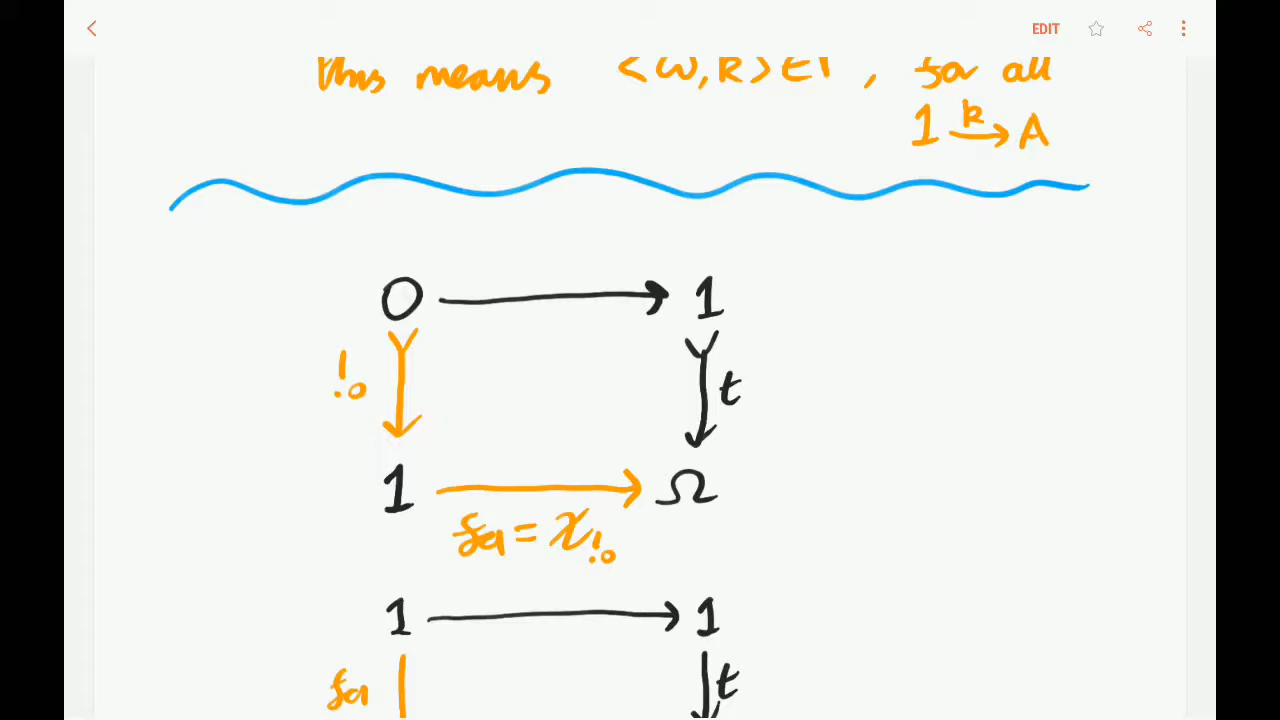 EDIT
this means <ω, k> ∈ Γ, for all
1 k→ A
0 → 1
!₀ t
1 → Ω
fa = χ!₀
1 → 1
fa t